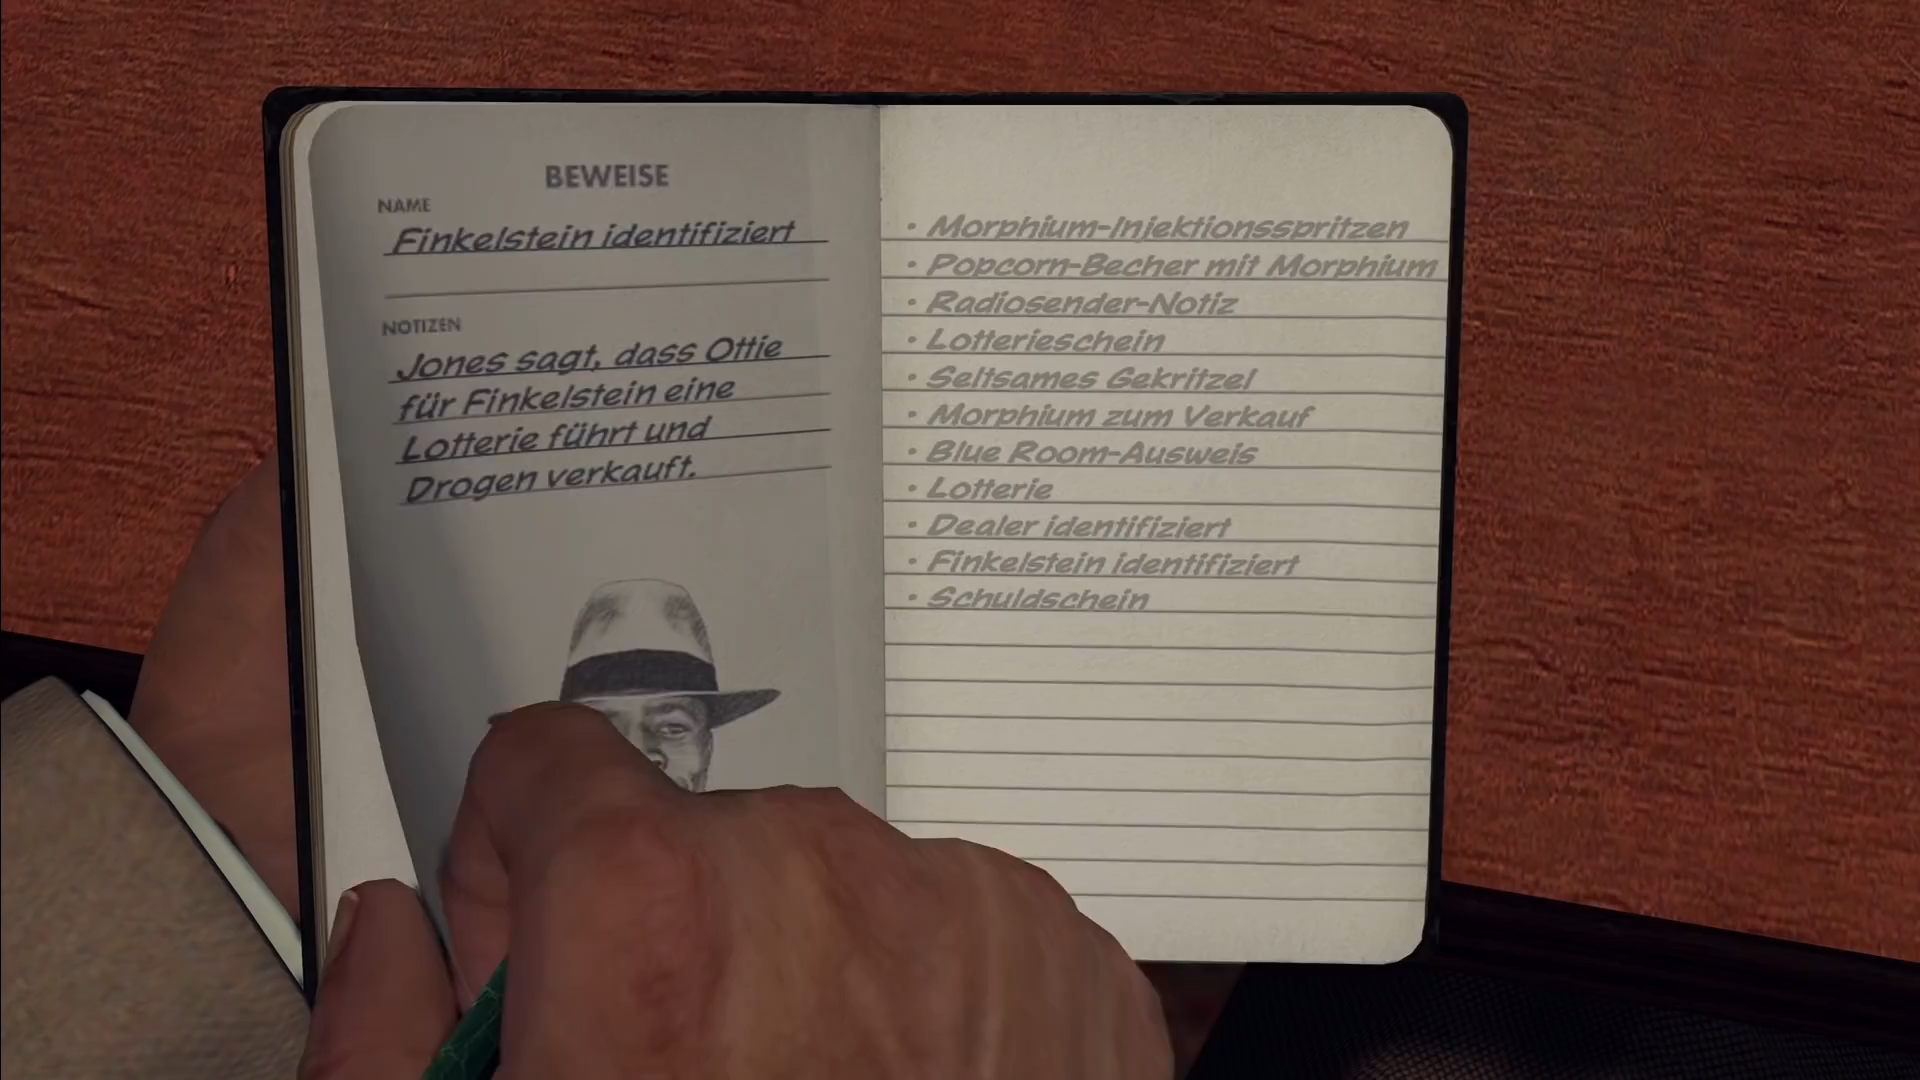 BEWEISE
NAME
Finkelstein identifiziert
NOTIZEN
Jones sagt, dass Ottie
für Finkelstein eine
Lotterie führt und
Drogen verkauft.
• Morphium-Injektionsspritzen
• Popcorn-Becher mit Morphium
• Radiosender-Notiz
• Lotterieschein
• Seltsames Gekritzel
• Morphium zum Verkauf
• Blue Room-Ausweis
• Lotterie
• Dealer identifiziert
• Finkelstein identifiziert
• Schuldschein